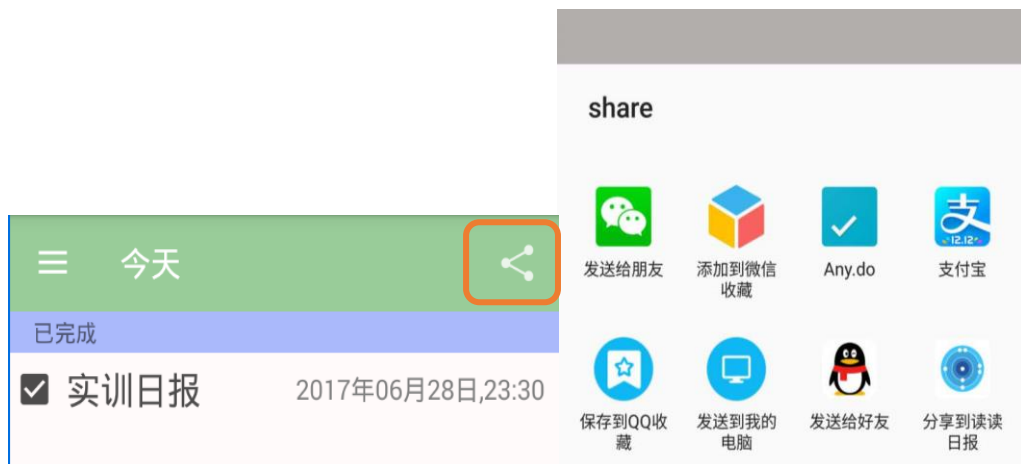 今天
已完成
实训日报 2017年06月28日,23:30
share
支
12.12
发送给朋友 添加到微信 Any.do 支付宝
收藏
保存到QQ收 发送到我的 发送给好友 分享到读读
藏 电脑 日报